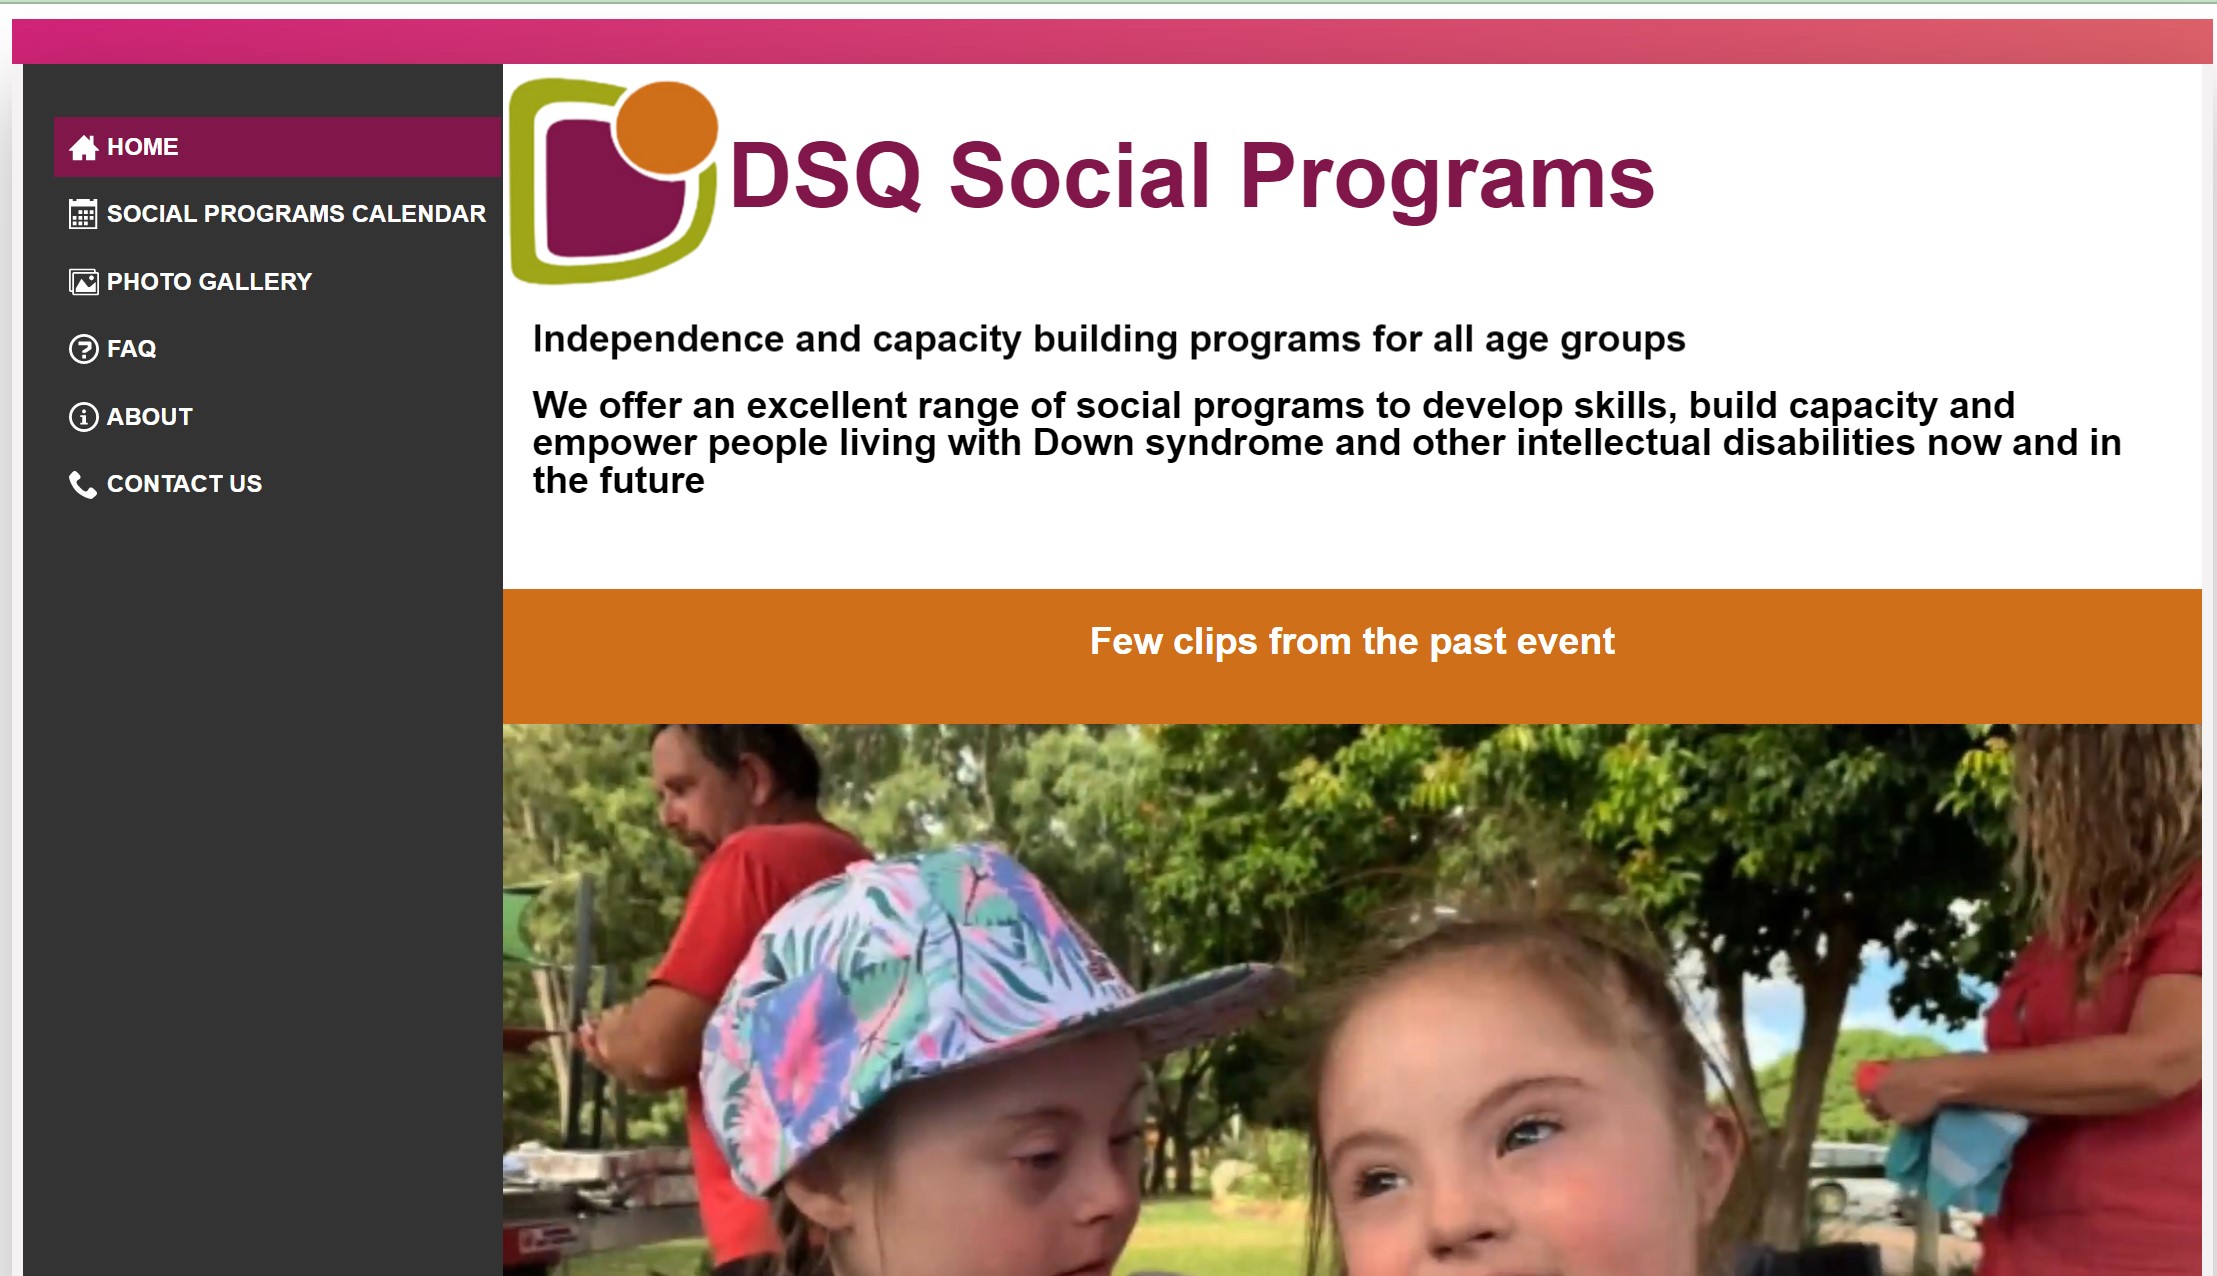 HOME
SOCIAL PROGRAMS CALENDAR
PHOTO GALLERY
FAQ
ABOUT
CONTACT US
DSQ Social Programs
Independence and capacity building programs for all age groups
We offer an excellent range of social programs to develop skills, build capacity and
empower people living with Down syndrome and other intellectual disabilities now and in
the future
Few clips from the past event